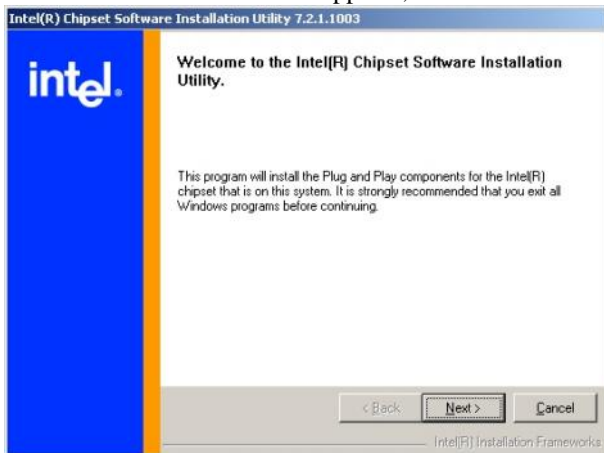 Intel(R) Chipset Software Installation Utility 7.2.1.1003
intel.
Welcome to the Intel(R) Chipset Software Installation
Utility.
This program will install the Plug and Play components for the Intel(R)
chipset that is on this system. It is strongly recommended that you exit all
Windows programs before continuing.
< Back Next > Cancel
Intel(R) Installation Frameworks